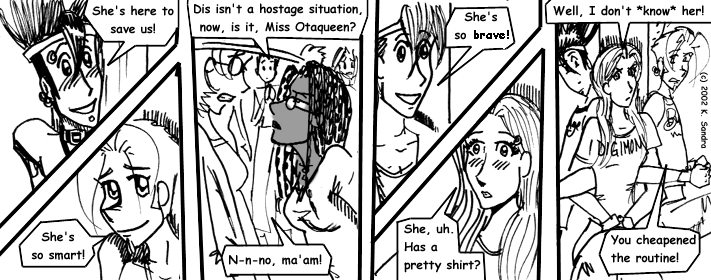 She's here to
save us!
She's
so smart!
Dis isn't a hostage situation,
now, is it, Miss Otaqueen?
N-n-no, ma'am!
She's
so brave!
She, uh.
Has a
pretty shirt?
Well, I don't *know* her!
DIGIMON
You cheapened
the routine!
(c) 2002 K. Sandra